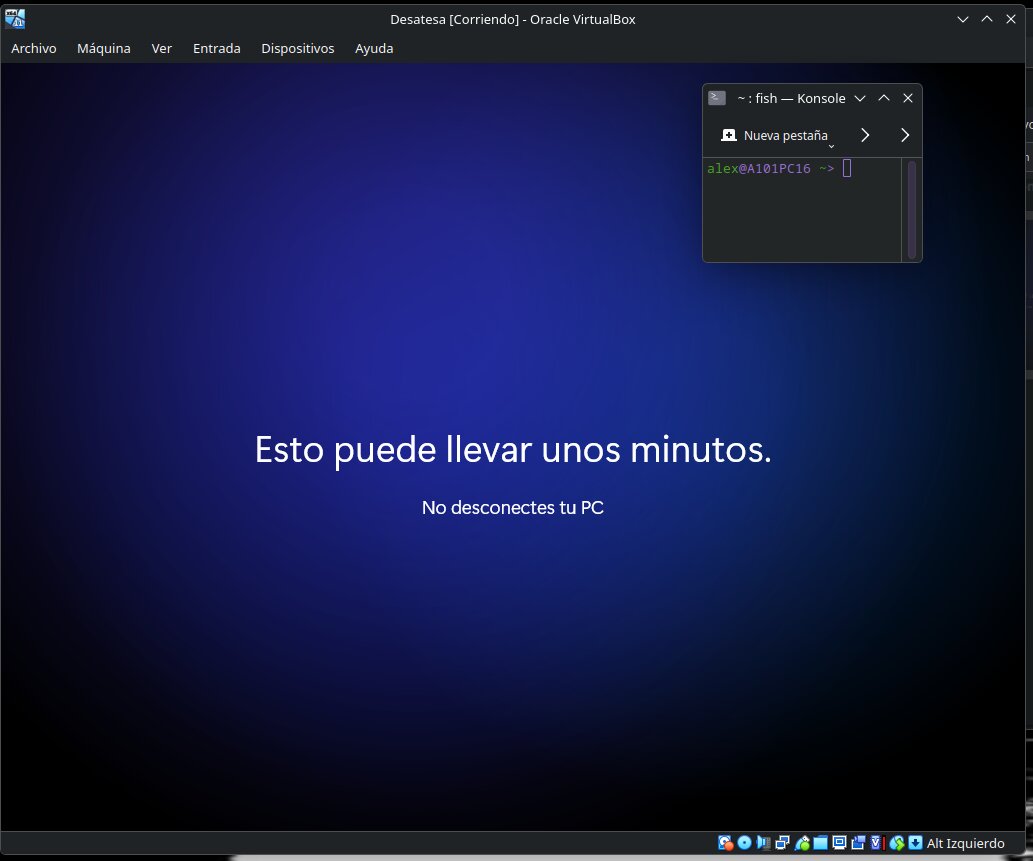 Desatesa [Corriendo] - Oracle VirtualBox
Archivo Máquina Ver Entrada Dispositivos Ayuda
~ : fish — Konsole
Nueva pestaña
alex@A101PC16 ~>
Esto puede llevar unos minutos.
No desconectes tu PC
Alt Izquierdo